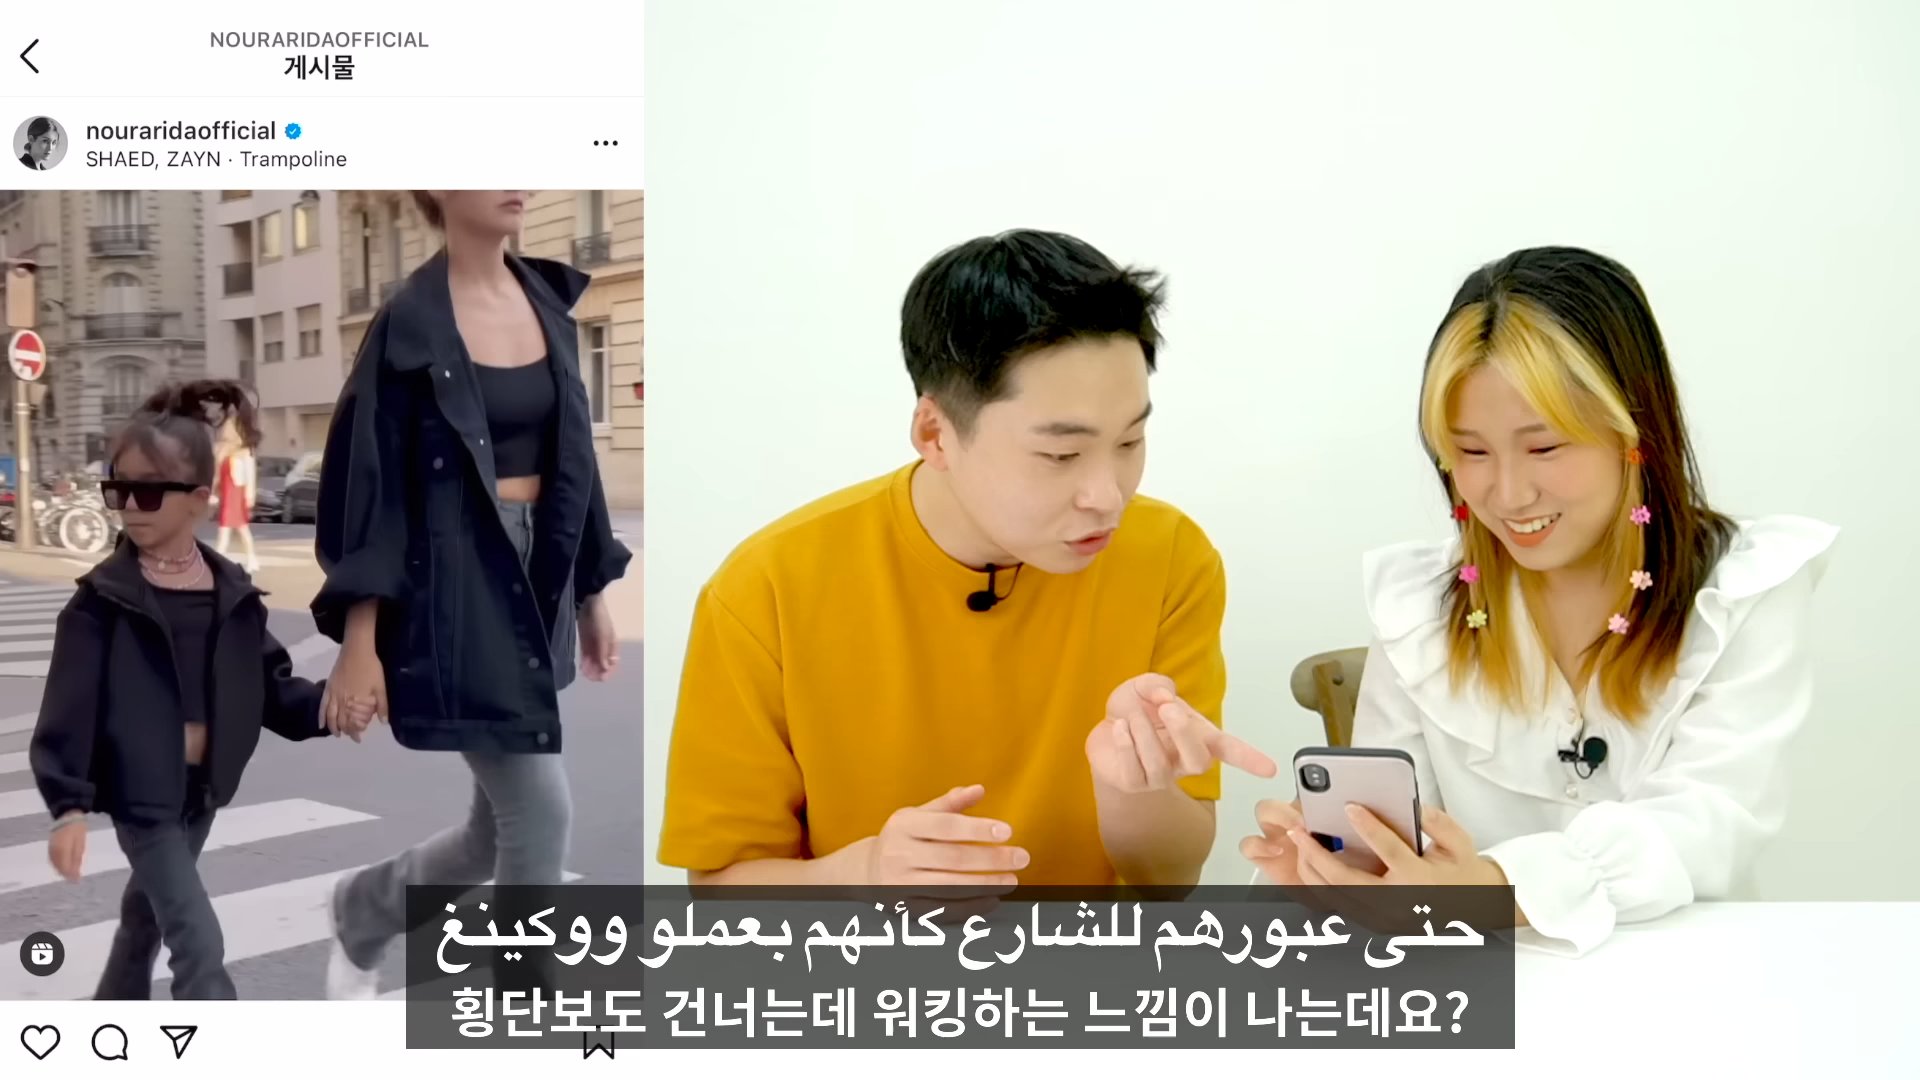 NOURARIDAOFFICIAL
게시물
nouraridaofficial
SHAED, ZAYN · Trampoline
حتى عبورهم للشارع كأنهم بعملو ووكينغ
횡단보도 건너는데 워킹하는 느낌이 나는데요?